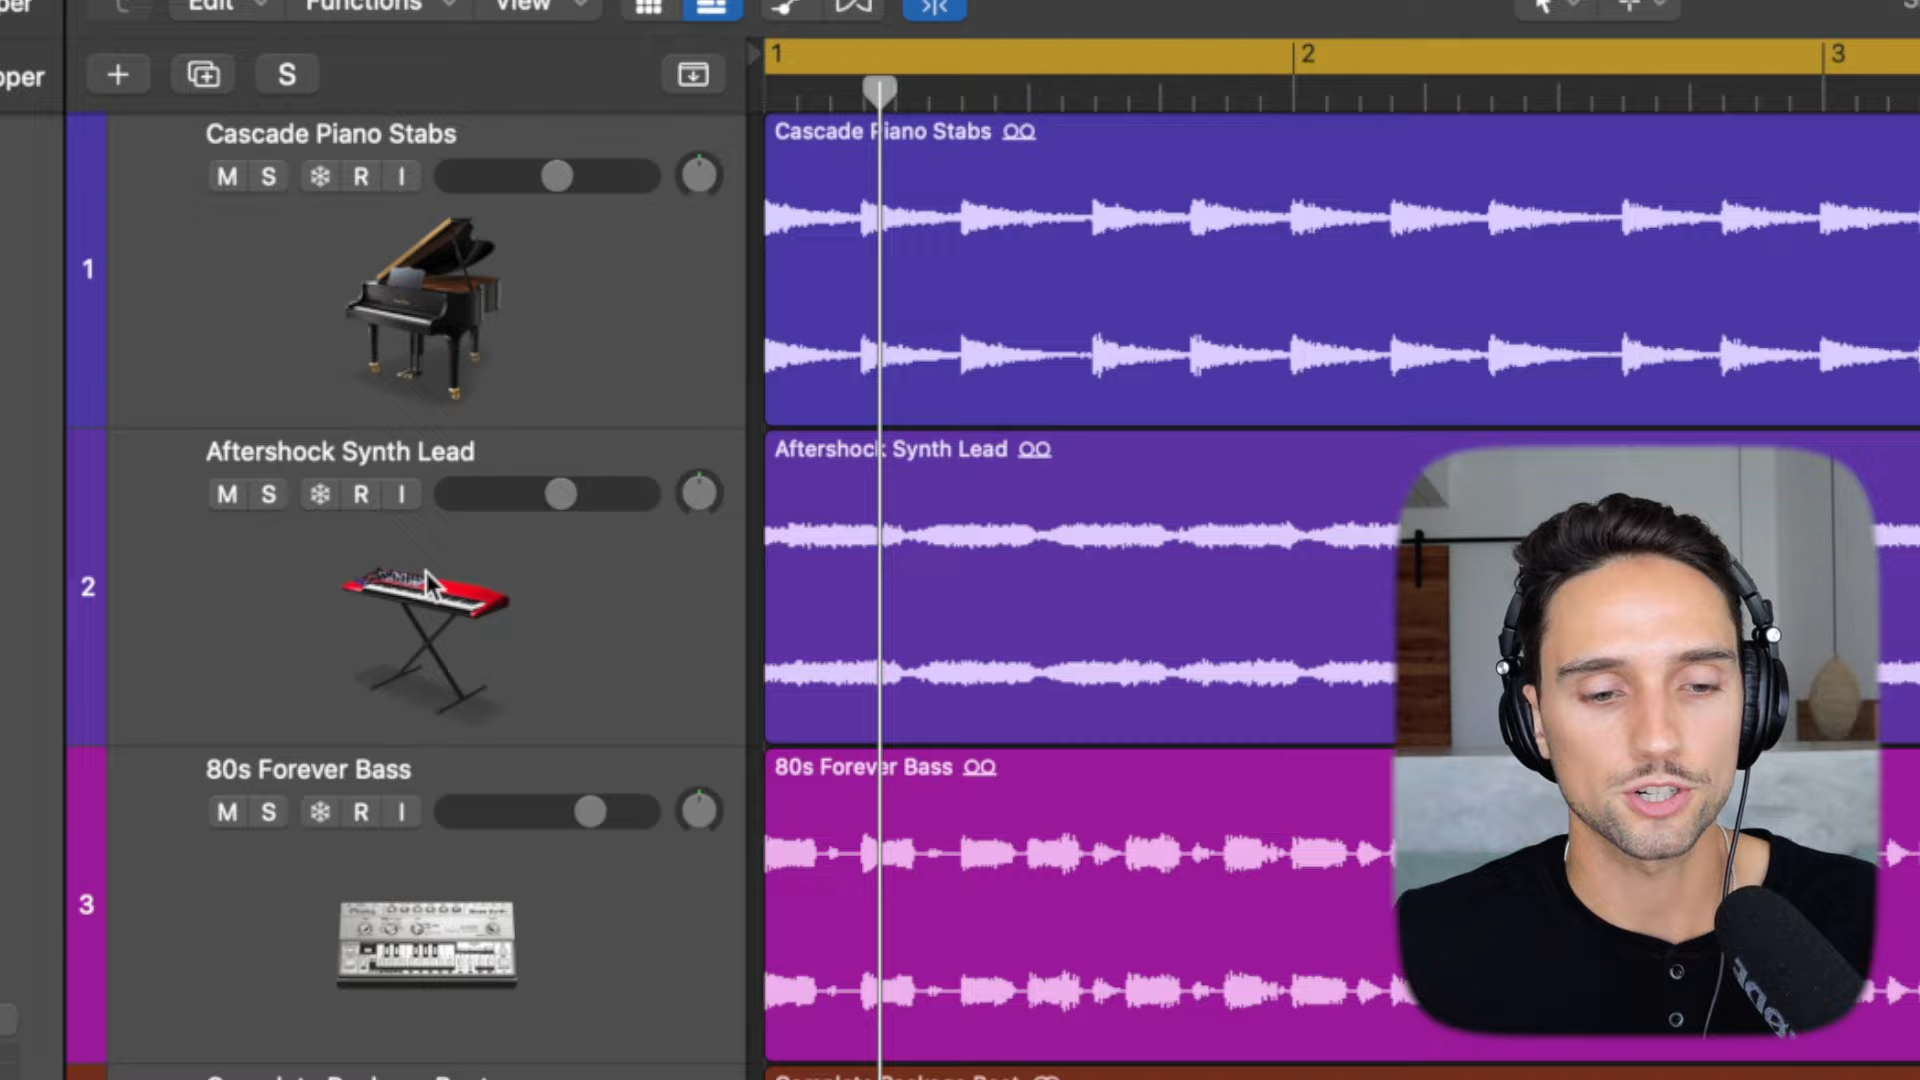 Edit
Functions
View
S
1
2
3
Cascade Piano Stabs
M S R I
1
Cascade Piano Stabs
Aftershock Synth Lead
M S R I
2
Aftershock Synth Lead
80s Forever Bass
M S R I
3
80s Forever Bass
RODE